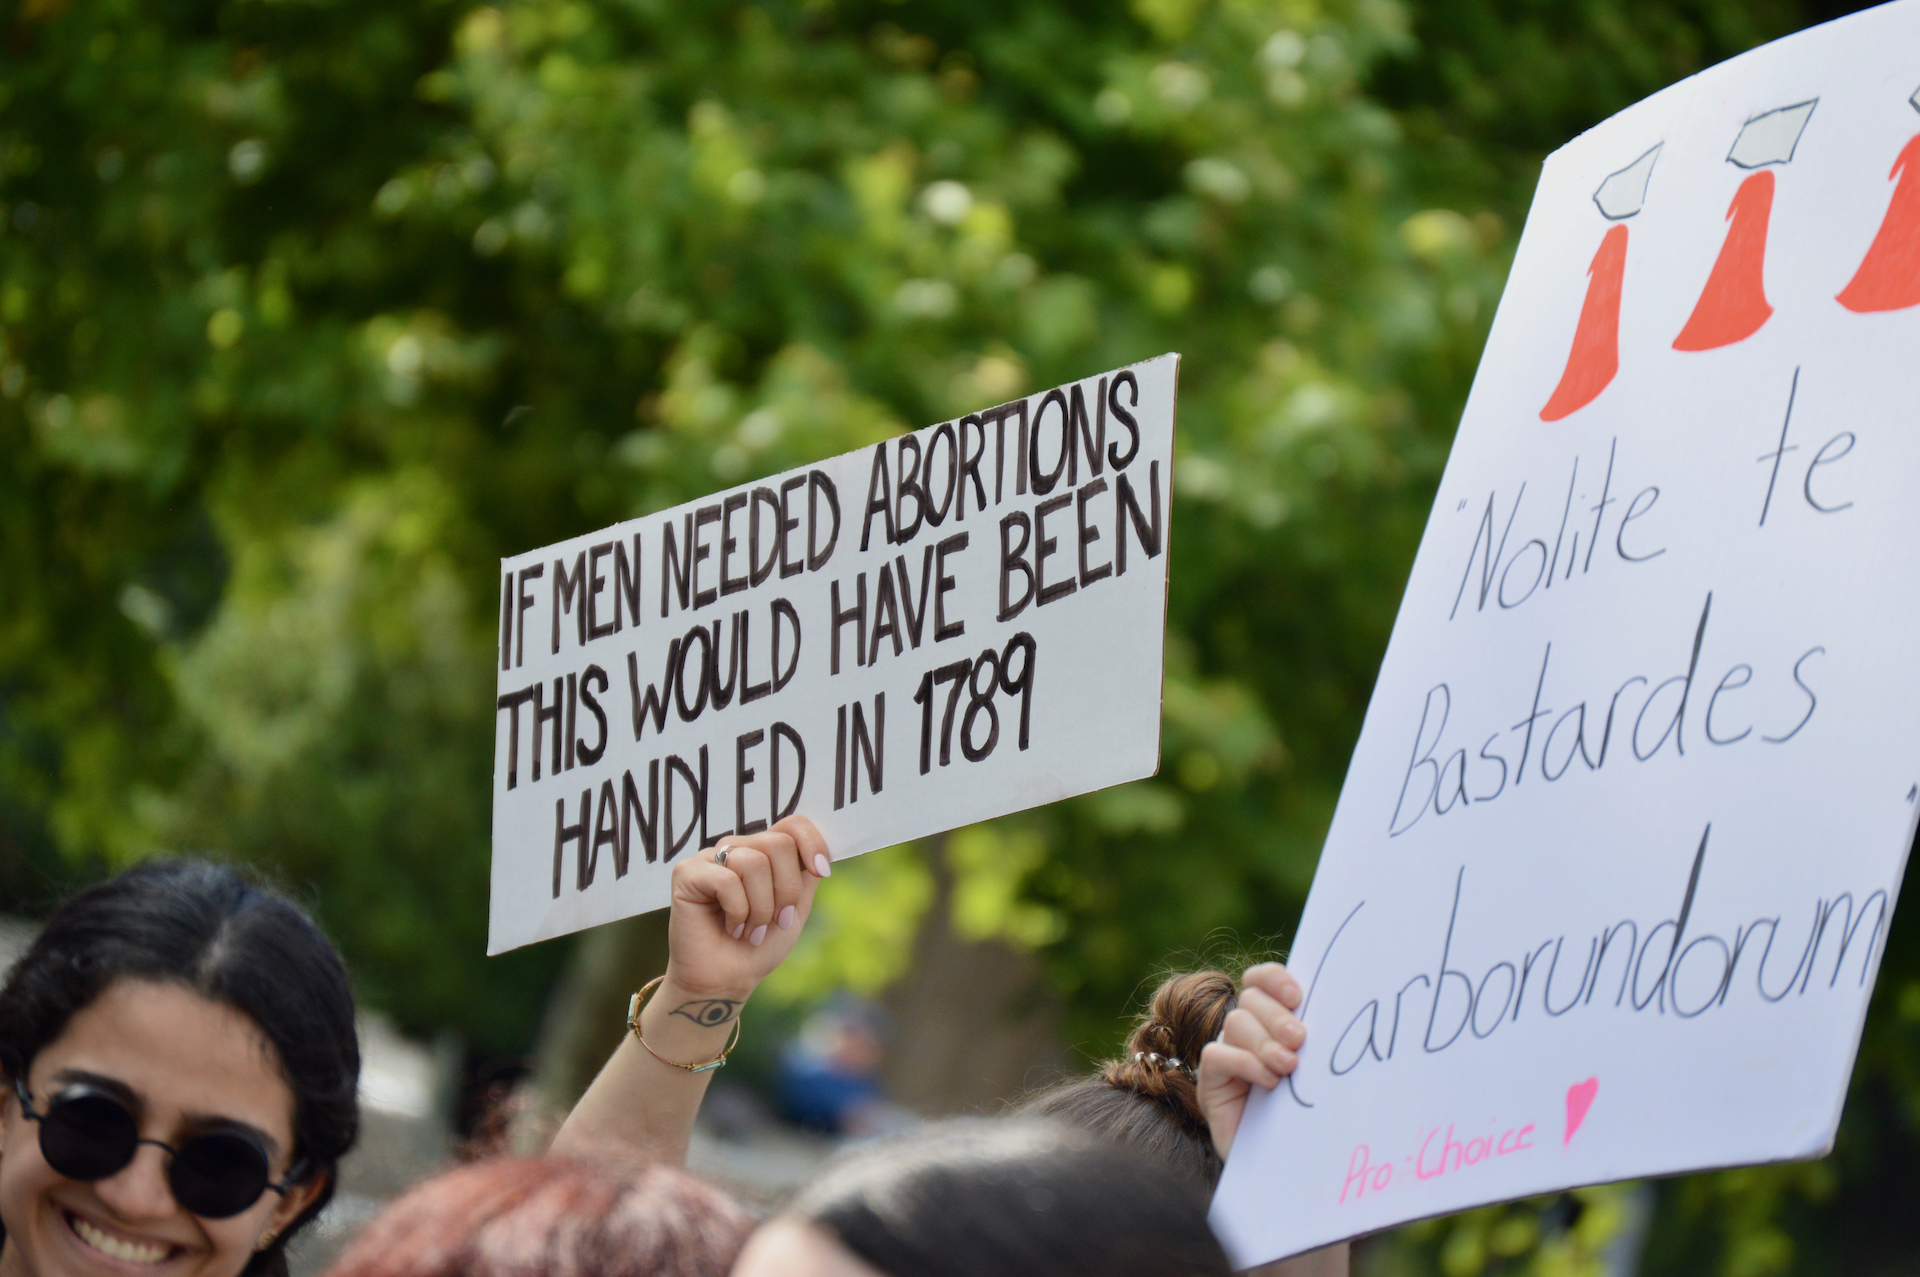 IF MEN NEEDED ABORTIONS,
THIS WOULD HAVE BEEN
HANDLED IN 1789
"Nolite te
Bastardes
Carborundorum"
Pro-Choice